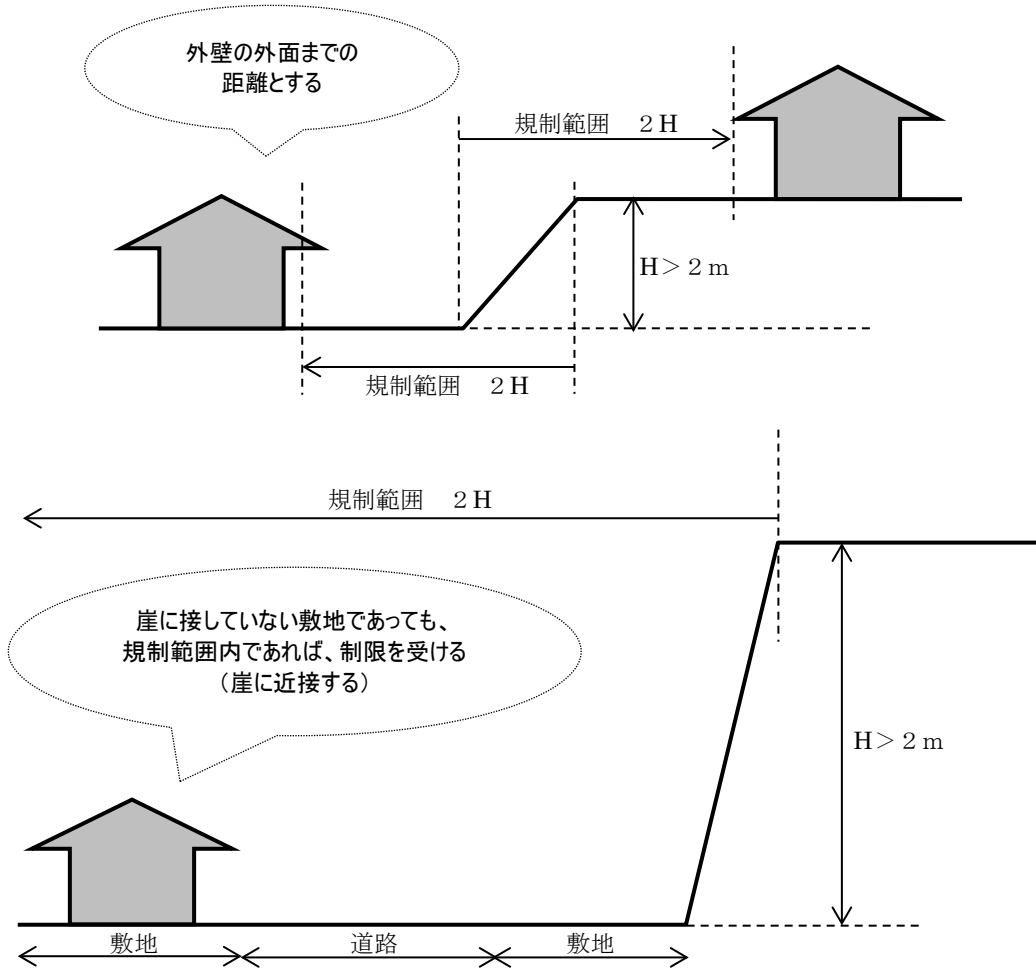 外壁の外面までの
距離とする
規制範囲　2H
H>2m
規制範囲　2H
規制範囲　2H
崖に接していない敷地であっても、
規制範囲内であれば、制限を受ける
(崖に近接する)
H>2m
敷地
道路
敷地